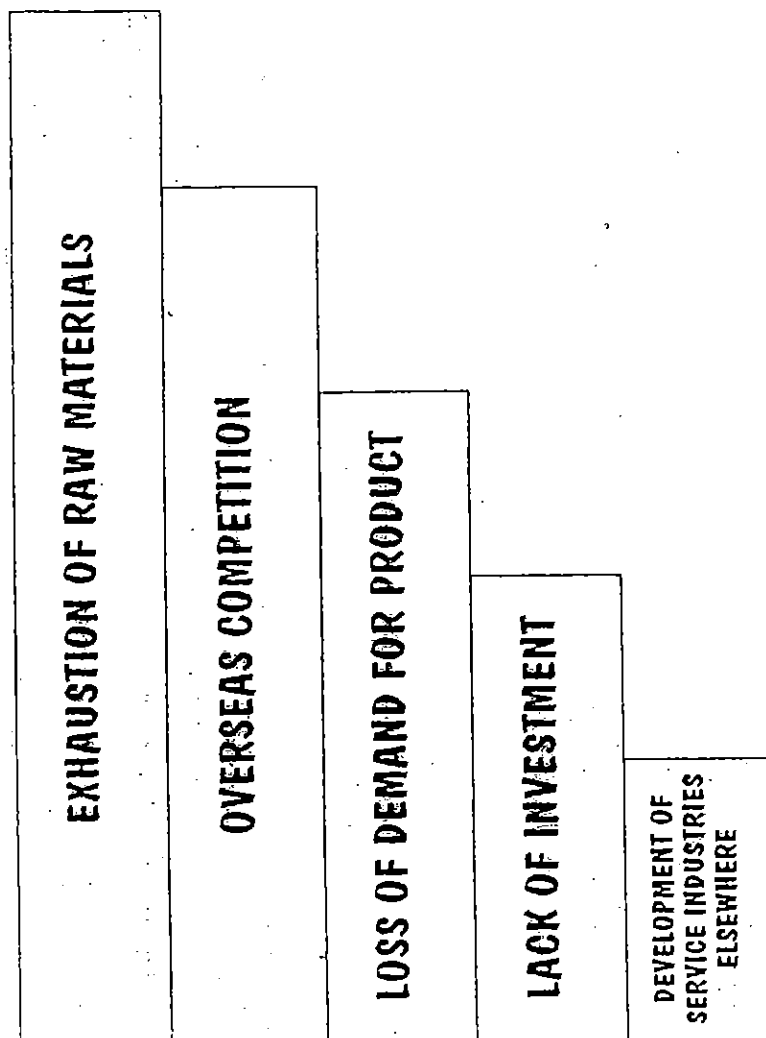 EXHAUSTION OF RAW MATERIALS
OVERSEAS COMPETITION
LOSS OF DEMAND FOR PRODUCT
LACK OF INVESTMENT
DEVELOPMENT OF
SERVICE INDUSTRIES
ELSEWHERE